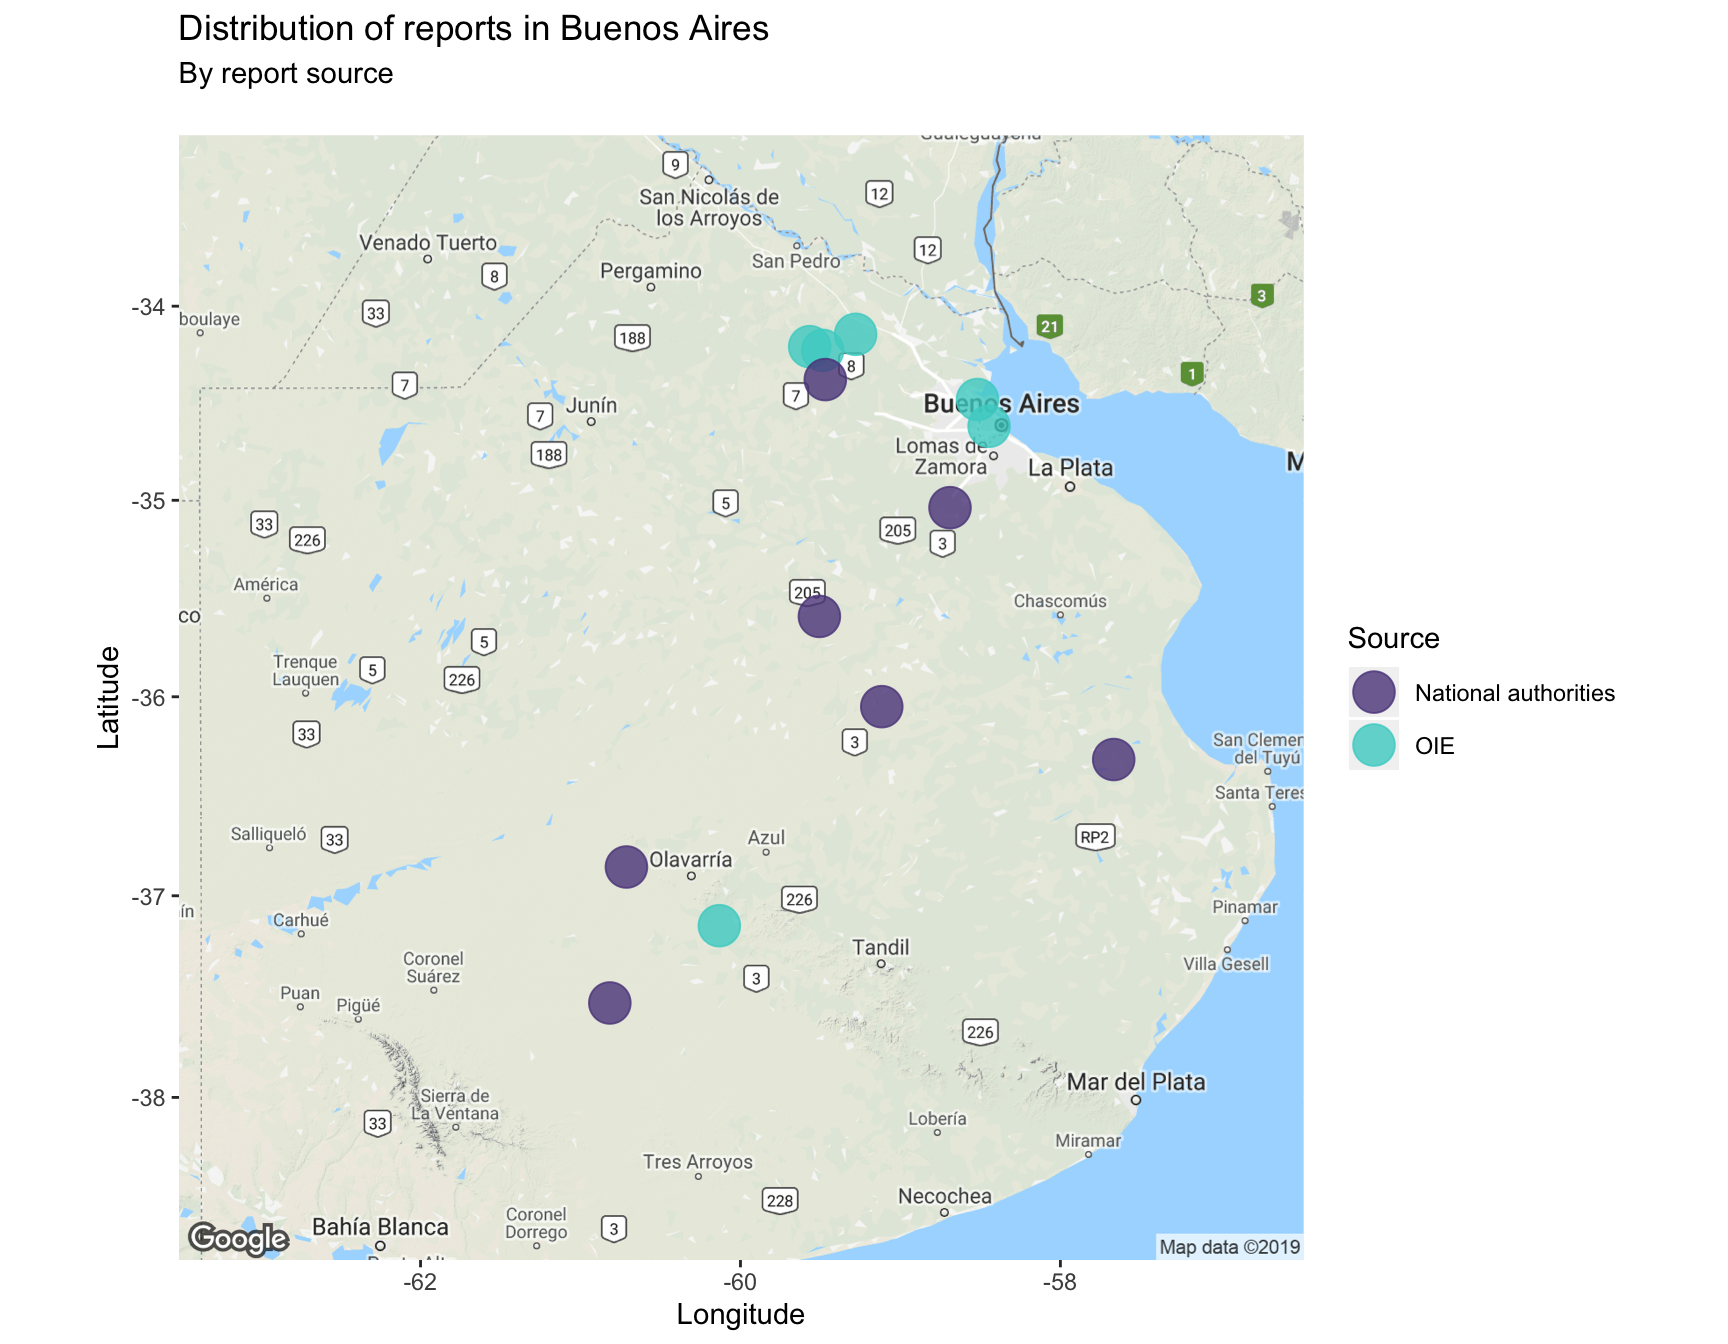 Distribution of reports in Buenos Aires
By report source
9
San Nicolás de
los Arroyos
12
Venado Tuerto
8
San Pedro
12
Pergamino
33
188
boulaye
3
21
1
-34
8
7
7
7
Junín
188
Buenos Aires
Lomas de
Zamora
La Plata
M
-35
5
33
226
205
3
América
205
Chascomús
co
5
Trenque
Lauquen
5
226
-36
33
3
San Clemen
del Tuyú
Santa Teres
Salliqueló
33
Azul
RP2
Olavarría
-37
226
ín
Carhué
Pinamar
Tandil
Villa Gesell
Coronel
Suárez
3
Puan
Pigüé
226
Mar del Plata
-38
Sierra de
La Ventana
33
Lobería
Miramar
Tres Arroyos
228
Necochea
Bahía Blanca
Coronel
Dorrego
3
Google
Map data ©2019
-62
-60
-58
Longitude
Latitude
Source
National authorities
OIE